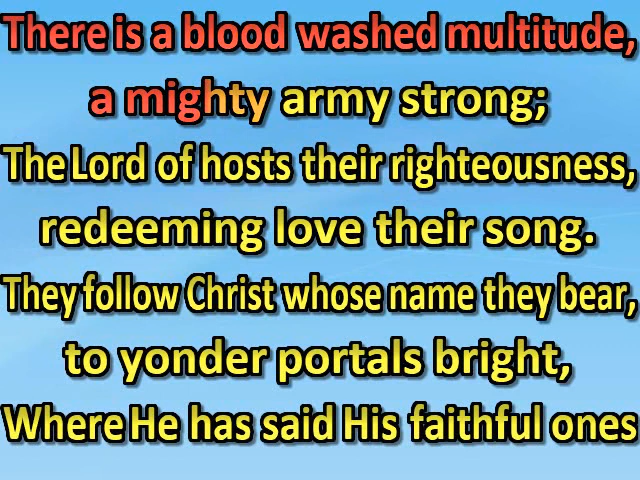 There is a blood washed multitude,
a mighty army strong;
The Lord of hosts their righteousness,
redeeming love their song.
They follow Christ whose name they bear,
to yonder portals bright,
Where He has said His faithful ones